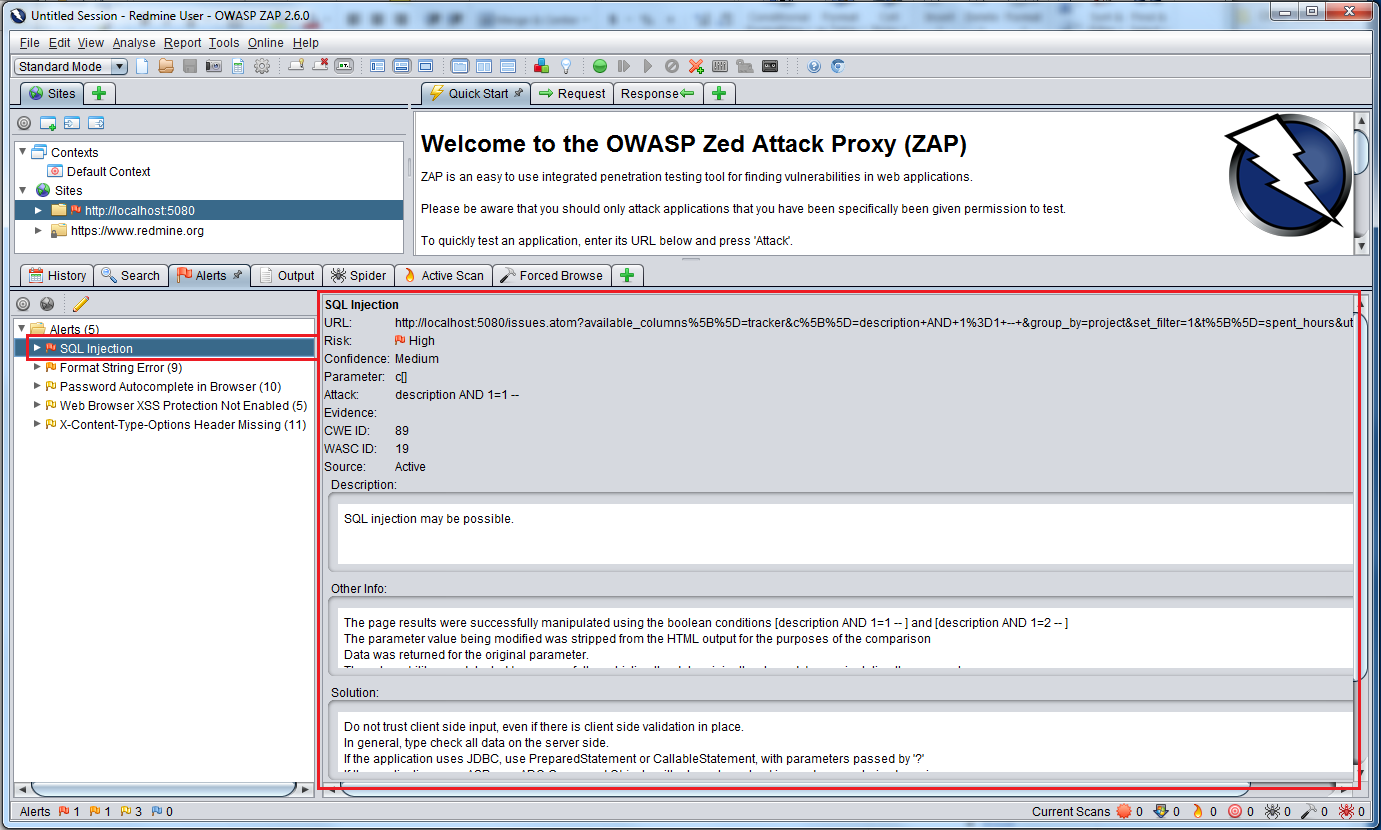 Untitled Session - Redmine User - OWASP ZAP 2.6.0
File Edit View Analyse Report Tools Online Help
Standard Mode
Sites
Quick Start Request Response
Contexts
Default Context
Sites
http://localhost:5080
https://www.redmine.org
Welcome to the OWASP Zed Attack Proxy (ZAP)
ZAP is an easy to use integrated penetration testing tool for finding vulnerabilities in web applications.
Please be aware that you should only attack applications that you have been specifically been given permission to test.
To quickly test an application, enter its URL below and press 'Attack'.
History Search Alerts Output Spider Active Scan Forced Browse
Alerts (5)
SQL Injection
Format String Error (9)
Password Autocomplete in Browser (10)
Web Browser XSS Protection Not Enabled (5)
X-Content-Type-Options Header Missing (11)
SQL Injection
URL: http://localhost:5080/issues.atom?available_columns%5B%5D=tracker&c%5B%5D=description+AND+1%3D1+--+&group_by=project&set_filter=1&t%5B%5D=spent_hours&ut
Risk: High
Confidence: Medium
Parameter: c[]
Attack: description AND 1=1 --
Evidence:
CWE ID: 89
WASC ID: 19
Source: Active
Description:
SQL injection may be possible.
Other Info:
The page results were successfully manipulated using the boolean conditions [description AND 1=1 -- ] and [description AND 1=2 -- ]
The parameter value being modified was stripped from the HTML output for the purposes of the comparison
Data was returned for the original parameter.
Solution:
Do not trust client side input, even if there is client side validation in place.
In general, type check all data on the server side.
If the application uses JDBC, use PreparedStatement or CallableStatement, with parameters passed by '?'
Alerts 1 1 3 0 Current Scans 0 0 0 0 0 0 0